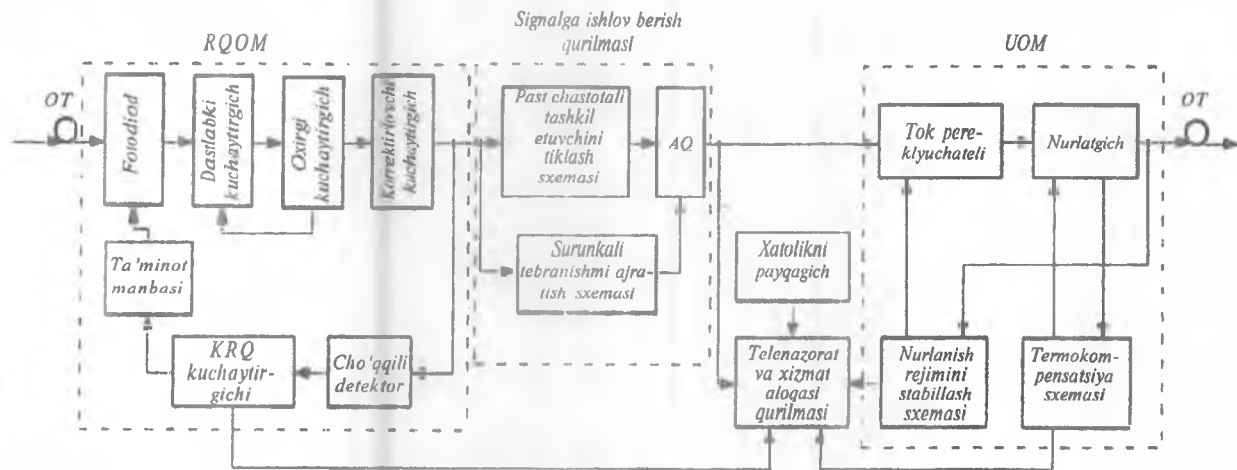 Signalga ishlov berish
qurilmasi
RQOM
UOM
OT
Fotodiod
Dastlabki
kuchaytirgich
Oxirgi
kuchaytirgich
Korrektirlovchi
kuchaytirgich
Past chastotali
tashkil
etuvchini
tiklash
sxemasi
AQ
Tok pere-
klyuchateli
Nurlatgich
OT
Ta'minot
manbasi
Surunkali
tebranishmi ajra-
tish sxemasi
Xatolikni
payqagich
KRQ
kuchaytir-
gichi
Cho'qqili
detektor
Telenazorat
va xizmat
aloqasi
qurilmasi
Nurlanish
rejimini
stabillash
sxemasi
Termokom-
pensatsiya
sxemasi